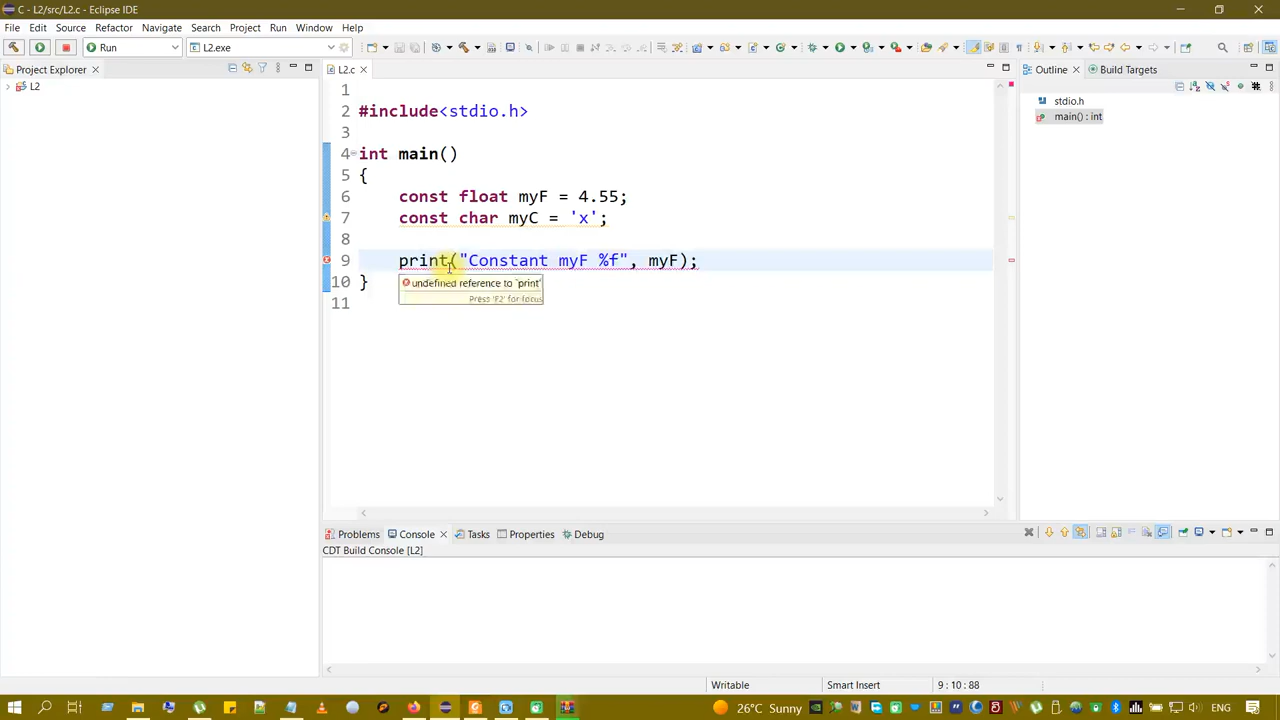 C - L2/src/L2.c - Eclipse IDE
File Edit Source Refactor Navigate Search Project Run Window Help
Run L2.exe
Project Explorer
L2
L2.c
1
2 #include<stdio.h>
3
4 int main()
5 {
6 const float myF = 4.55;
7 const char myC = 'x';
8
9 print("Constant myF %f", myF);
undefined reference to `print'
Press 'F2' for focus
10 }
11
Outline Build Targets
stdio.h
main() : int
Problems Console Tasks Properties Debug
CDT Build Console [L2]
Writable Smart Insert 9 : 10 : 88
26°C Sunny ENG